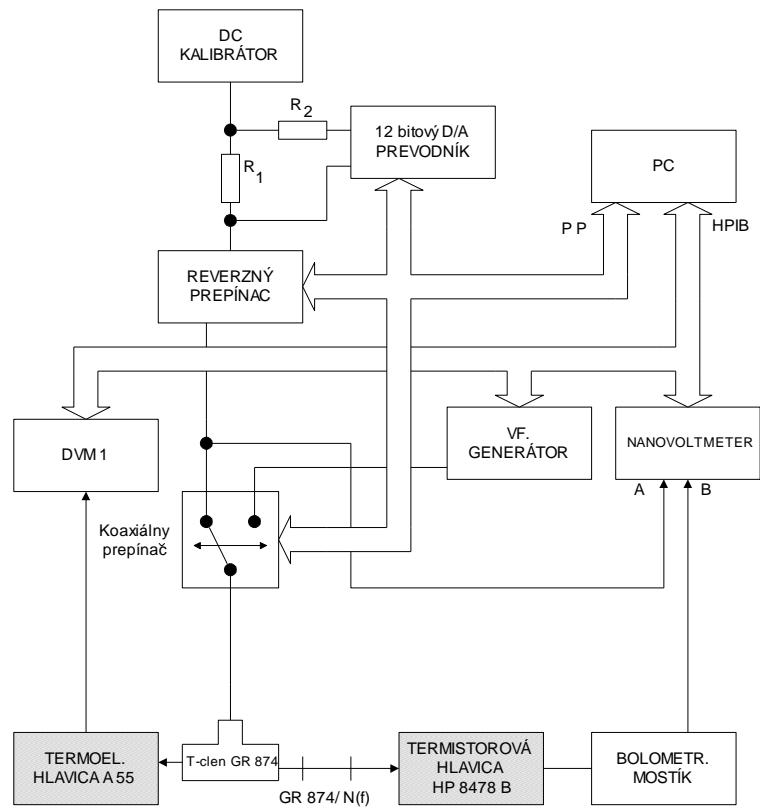 DC
KALIBRÁTOR
R2
12 bitový D/A
PREVODNÍK
R1
PC
P P
HPIB
REVERZNÝ
PREPÍNAC
DVM 1
VF.
GENERÁTOR
NANOVOLTMETER
A
B
Koaxiálny
prepínač
TERMOEL.
HLAVICA A 55
T-clen GR 874
GR 874/ N(f)
TERMISTOROVÁ
HLAVICA
HP 8478 B
BOLOMETR.
MOSTÍK